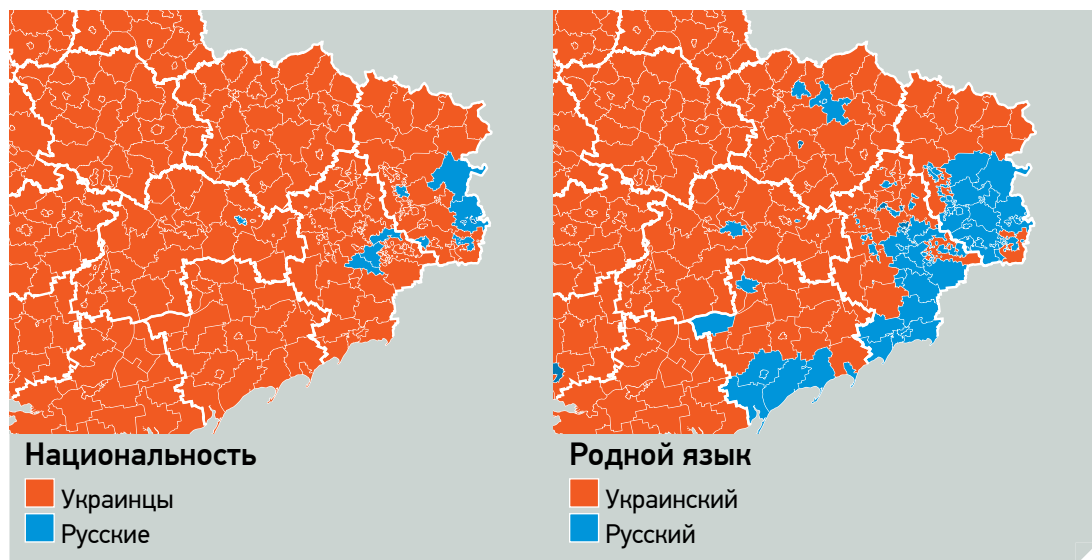 Национальность
Украинцы
Русские
Родной язык
Украинский
Русский